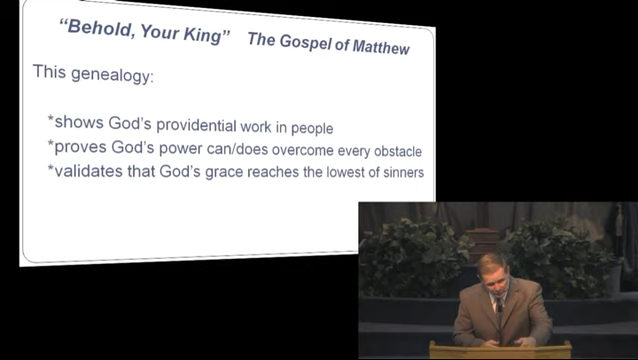 "Behold, Your King" The Gospel of Matthew
This genealogy:
*shows God's providential work in people
*proves God's power can/does overcome every obstacle
*validates that God's grace reaches the lowest of sinners